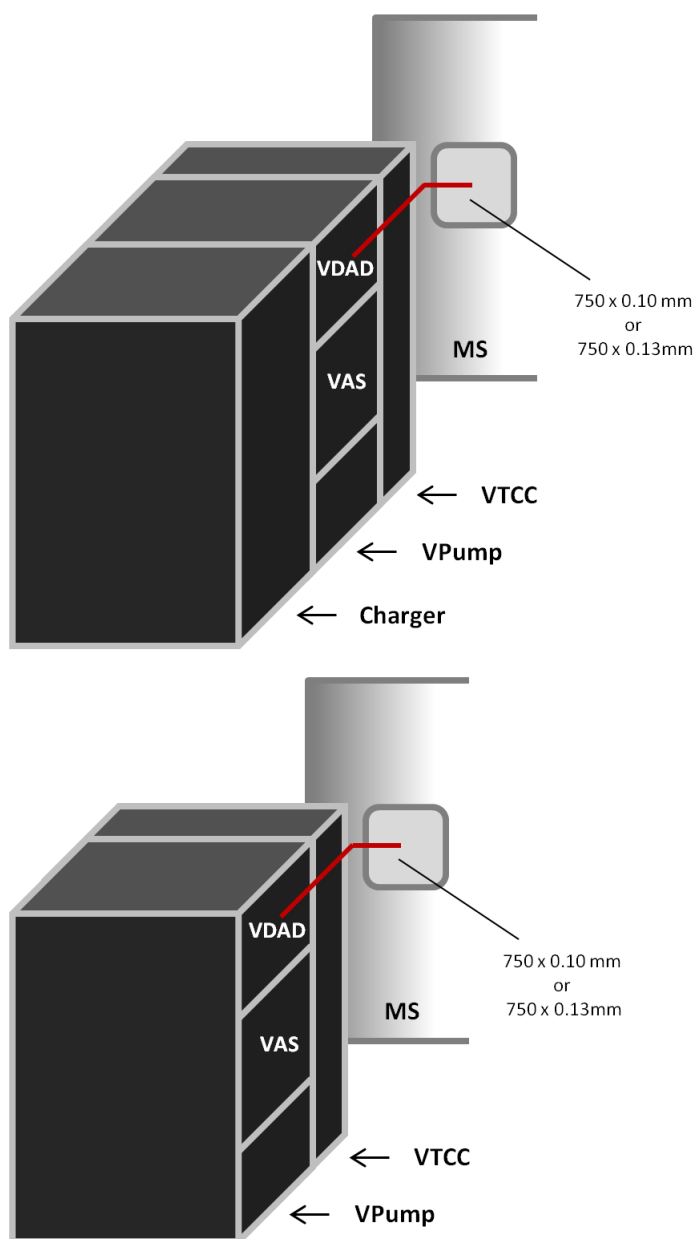 VDAD
750 x 0.10 mm
or
750 x 0.13mm
MS
VAS
VTCC
VPump
Charger
VDAD
750 x 0.10 mm
or
750 x 0.13mm
MS
VAS
VTCC
VPump